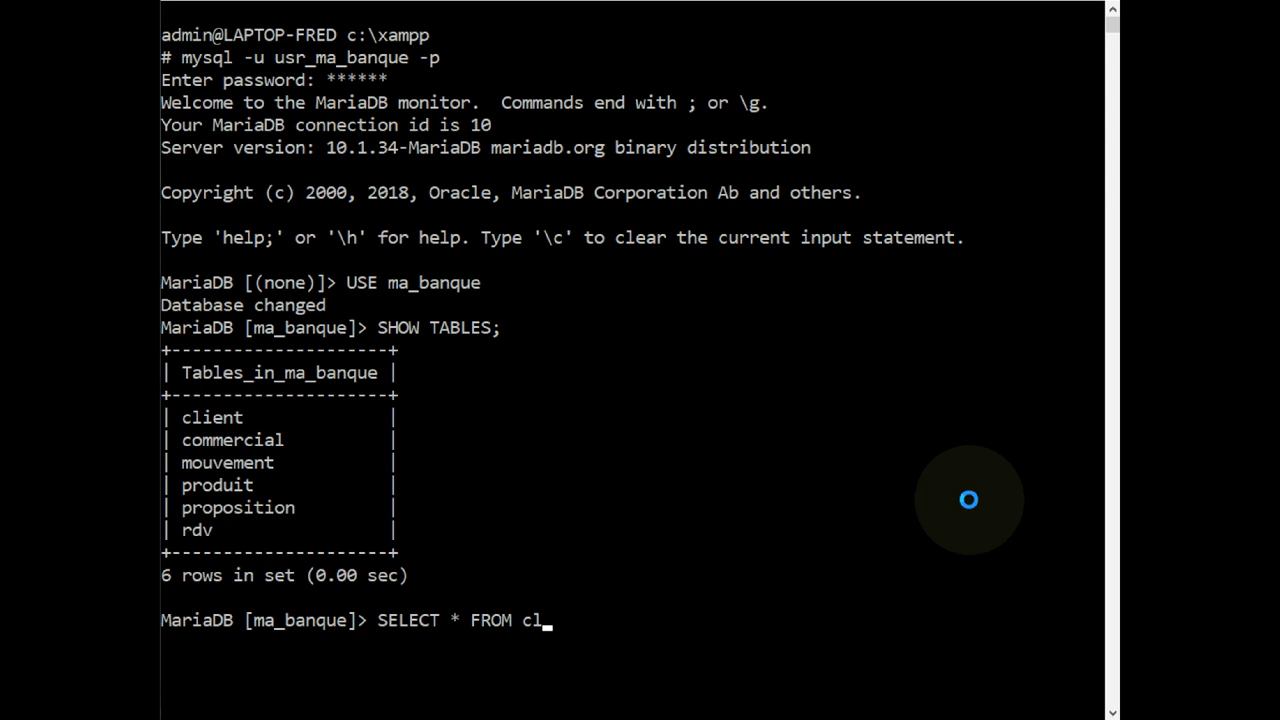 admin@LAPTOP-FRED c:\xampp
# mysql -u usr_ma_banque -p
Enter password: ******
Welcome to the MariaDB monitor.  Commands end with ; or \g.
Your MariaDB connection id is 10
Server version: 10.1.34-MariaDB mariadb.org binary distribution
Copyright (c) 2000, 2018, Oracle, MariaDB Corporation Ab and others.
Type 'help;' or '\h' for help. Type '\c' to clear the current input statement.
MariaDB [(none)]> USE ma_banque
Database changed
MariaDB [ma_banque]> SHOW TABLES;
+---------------------+
| Tables_in_ma_banque |
+---------------------+
| client              |
| commercial          |
| mouvement           |
| produit             |
| proposition         |
| rdv                 |
+---------------------+
6 rows in set (0.00 sec)
MariaDB [ma_banque]> SELECT * FROM cl_